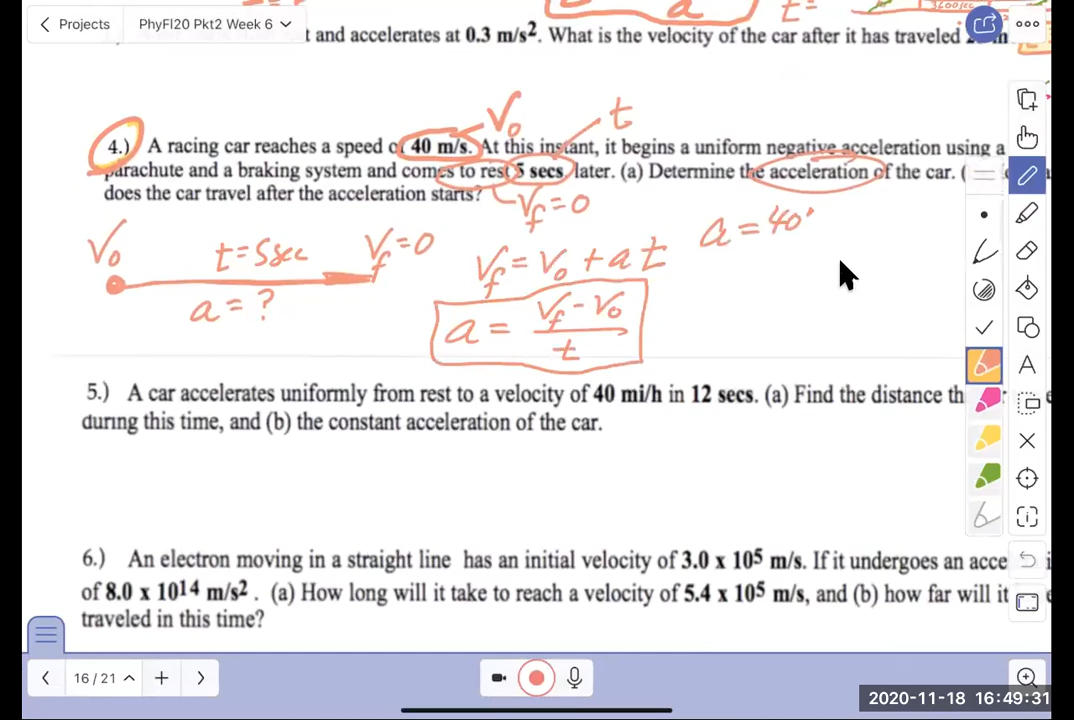 Projects
PhyFI20 Pkt2 Week 6
t and accelerates at 0.3 m/s². What is the velocity of the car after it has traveled
4.) A racing car reaches a speed of 40 m/s. At this instant, it begins a uniform negative acceleration using a
parachute and a braking system and comes to rest 5 secs later. (a) Determine the acceleration of the car. (
does the car travel after the acceleration starts?
V₀
t
Vf = 0
V₀
t = 5sec
Vf = 0
a = ?
Vf = V₀ + a t
a = 40
a = (Vf - V₀) / t
5.) A car accelerates uniformly from rest to a velocity of 40 mi/h in 12 secs. (a) Find the distance th
during this time, and (b) the constant acceleration of the car.
6.) An electron moving in a straight line has an initial velocity of 3.0 x 10⁵ m/s. If it undergoes an acce
of 8.0 x 10¹⁴ m/s². (a) How long will it take to reach a velocity of 5.4 x 10⁵ m/s, and (b) how far will it
traveled in this time?
16 / 21
2020-11-18 16:49:31